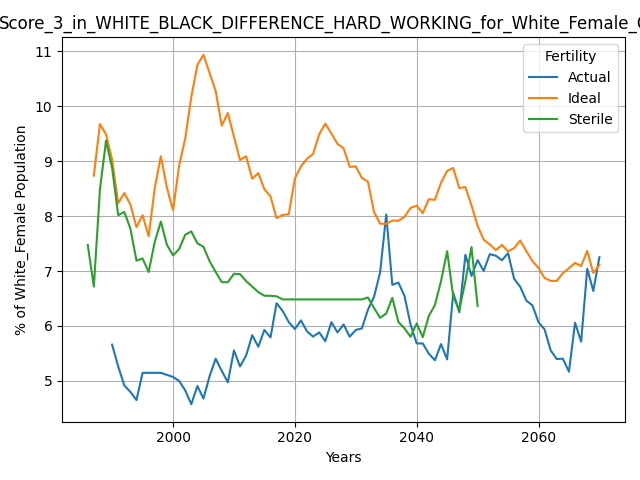 Score_3_in_WHITE_BLACK_DIFFERENCE_HARD_WORKING_for_White_Female_
Fertility
Actual
Ideal
Sterile
11
10
9
8
7
6
5
% of White_Female Population
2000
2020
2040
2060
Years